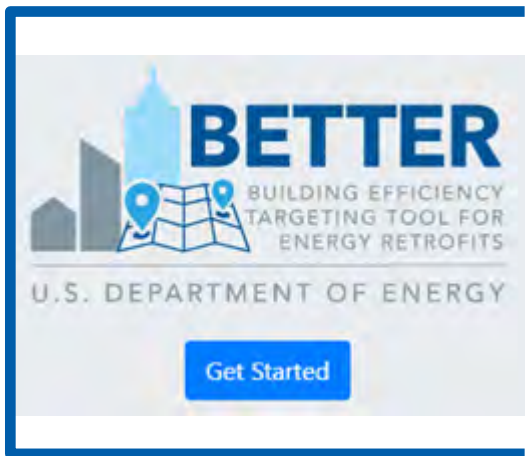 BETTER
BUILDING EFFICIENCY
TARGETING TOOL FOR
ENERGY RETROFITS
U.S. DEPARTMENT OF ENERGY
Get Started